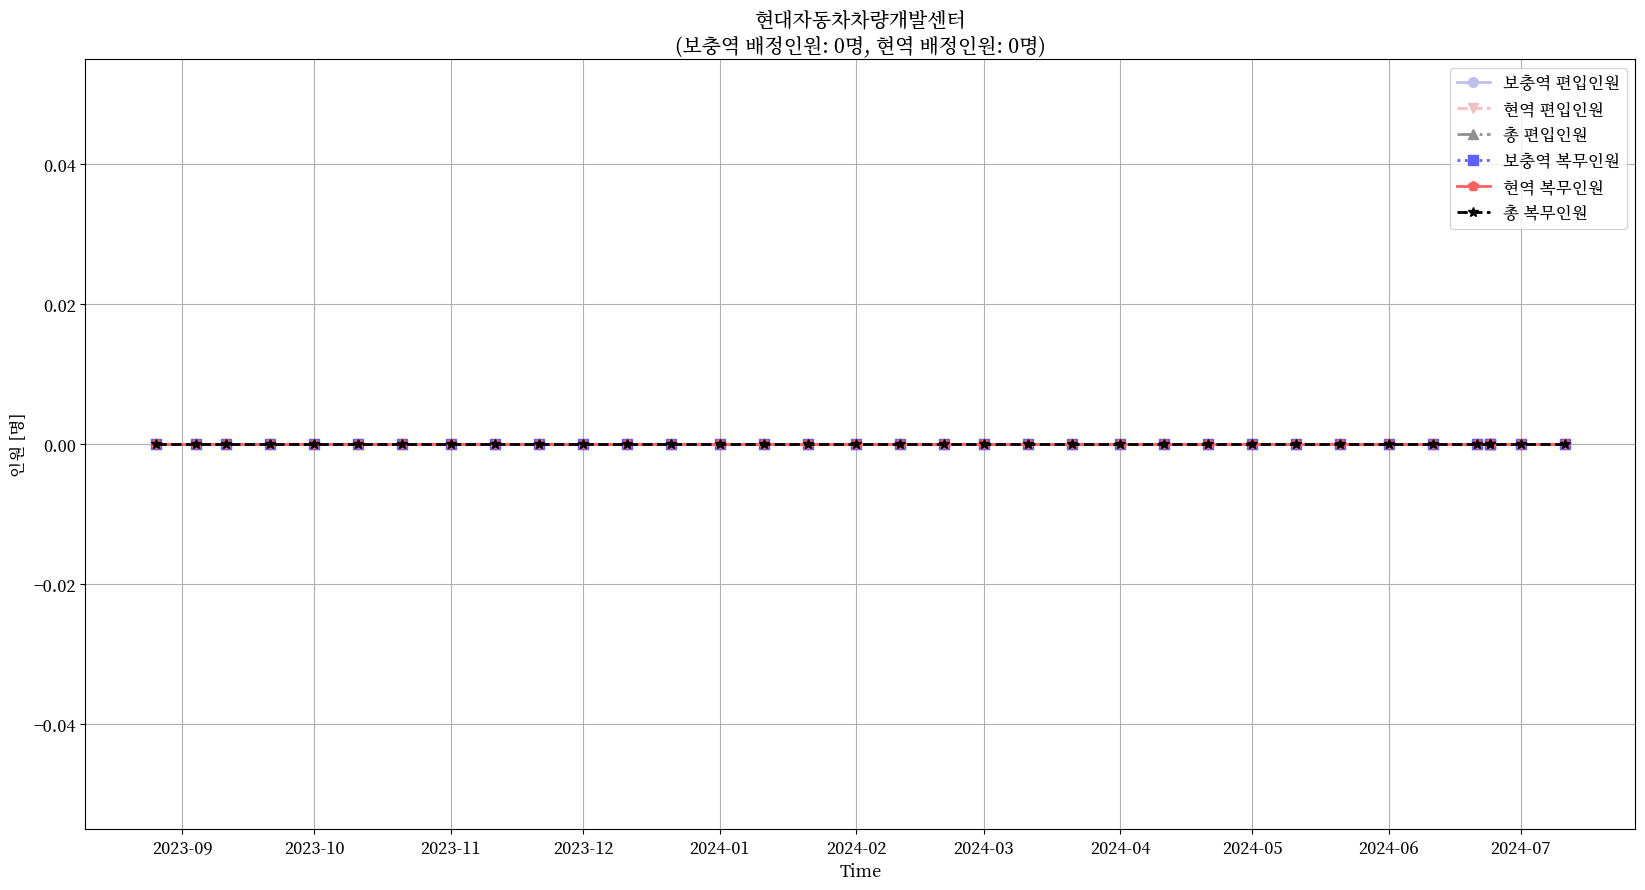 현대자동차차량개발센터
(보충역 배정인원: 0명, 현역 배정인원: 0명)
보충역 편입인원
현역 편입인원
총 편입인원
보충역 복무인원
현역 복무인원
총 복무인원
인원 [명]
0.04
0.02
0.00
−0.02
−0.04
2023-09
2023-10
2023-11
2023-12
2024-01
2024-02
2024-03
2024-04
2024-05
2024-06
2024-07
Time